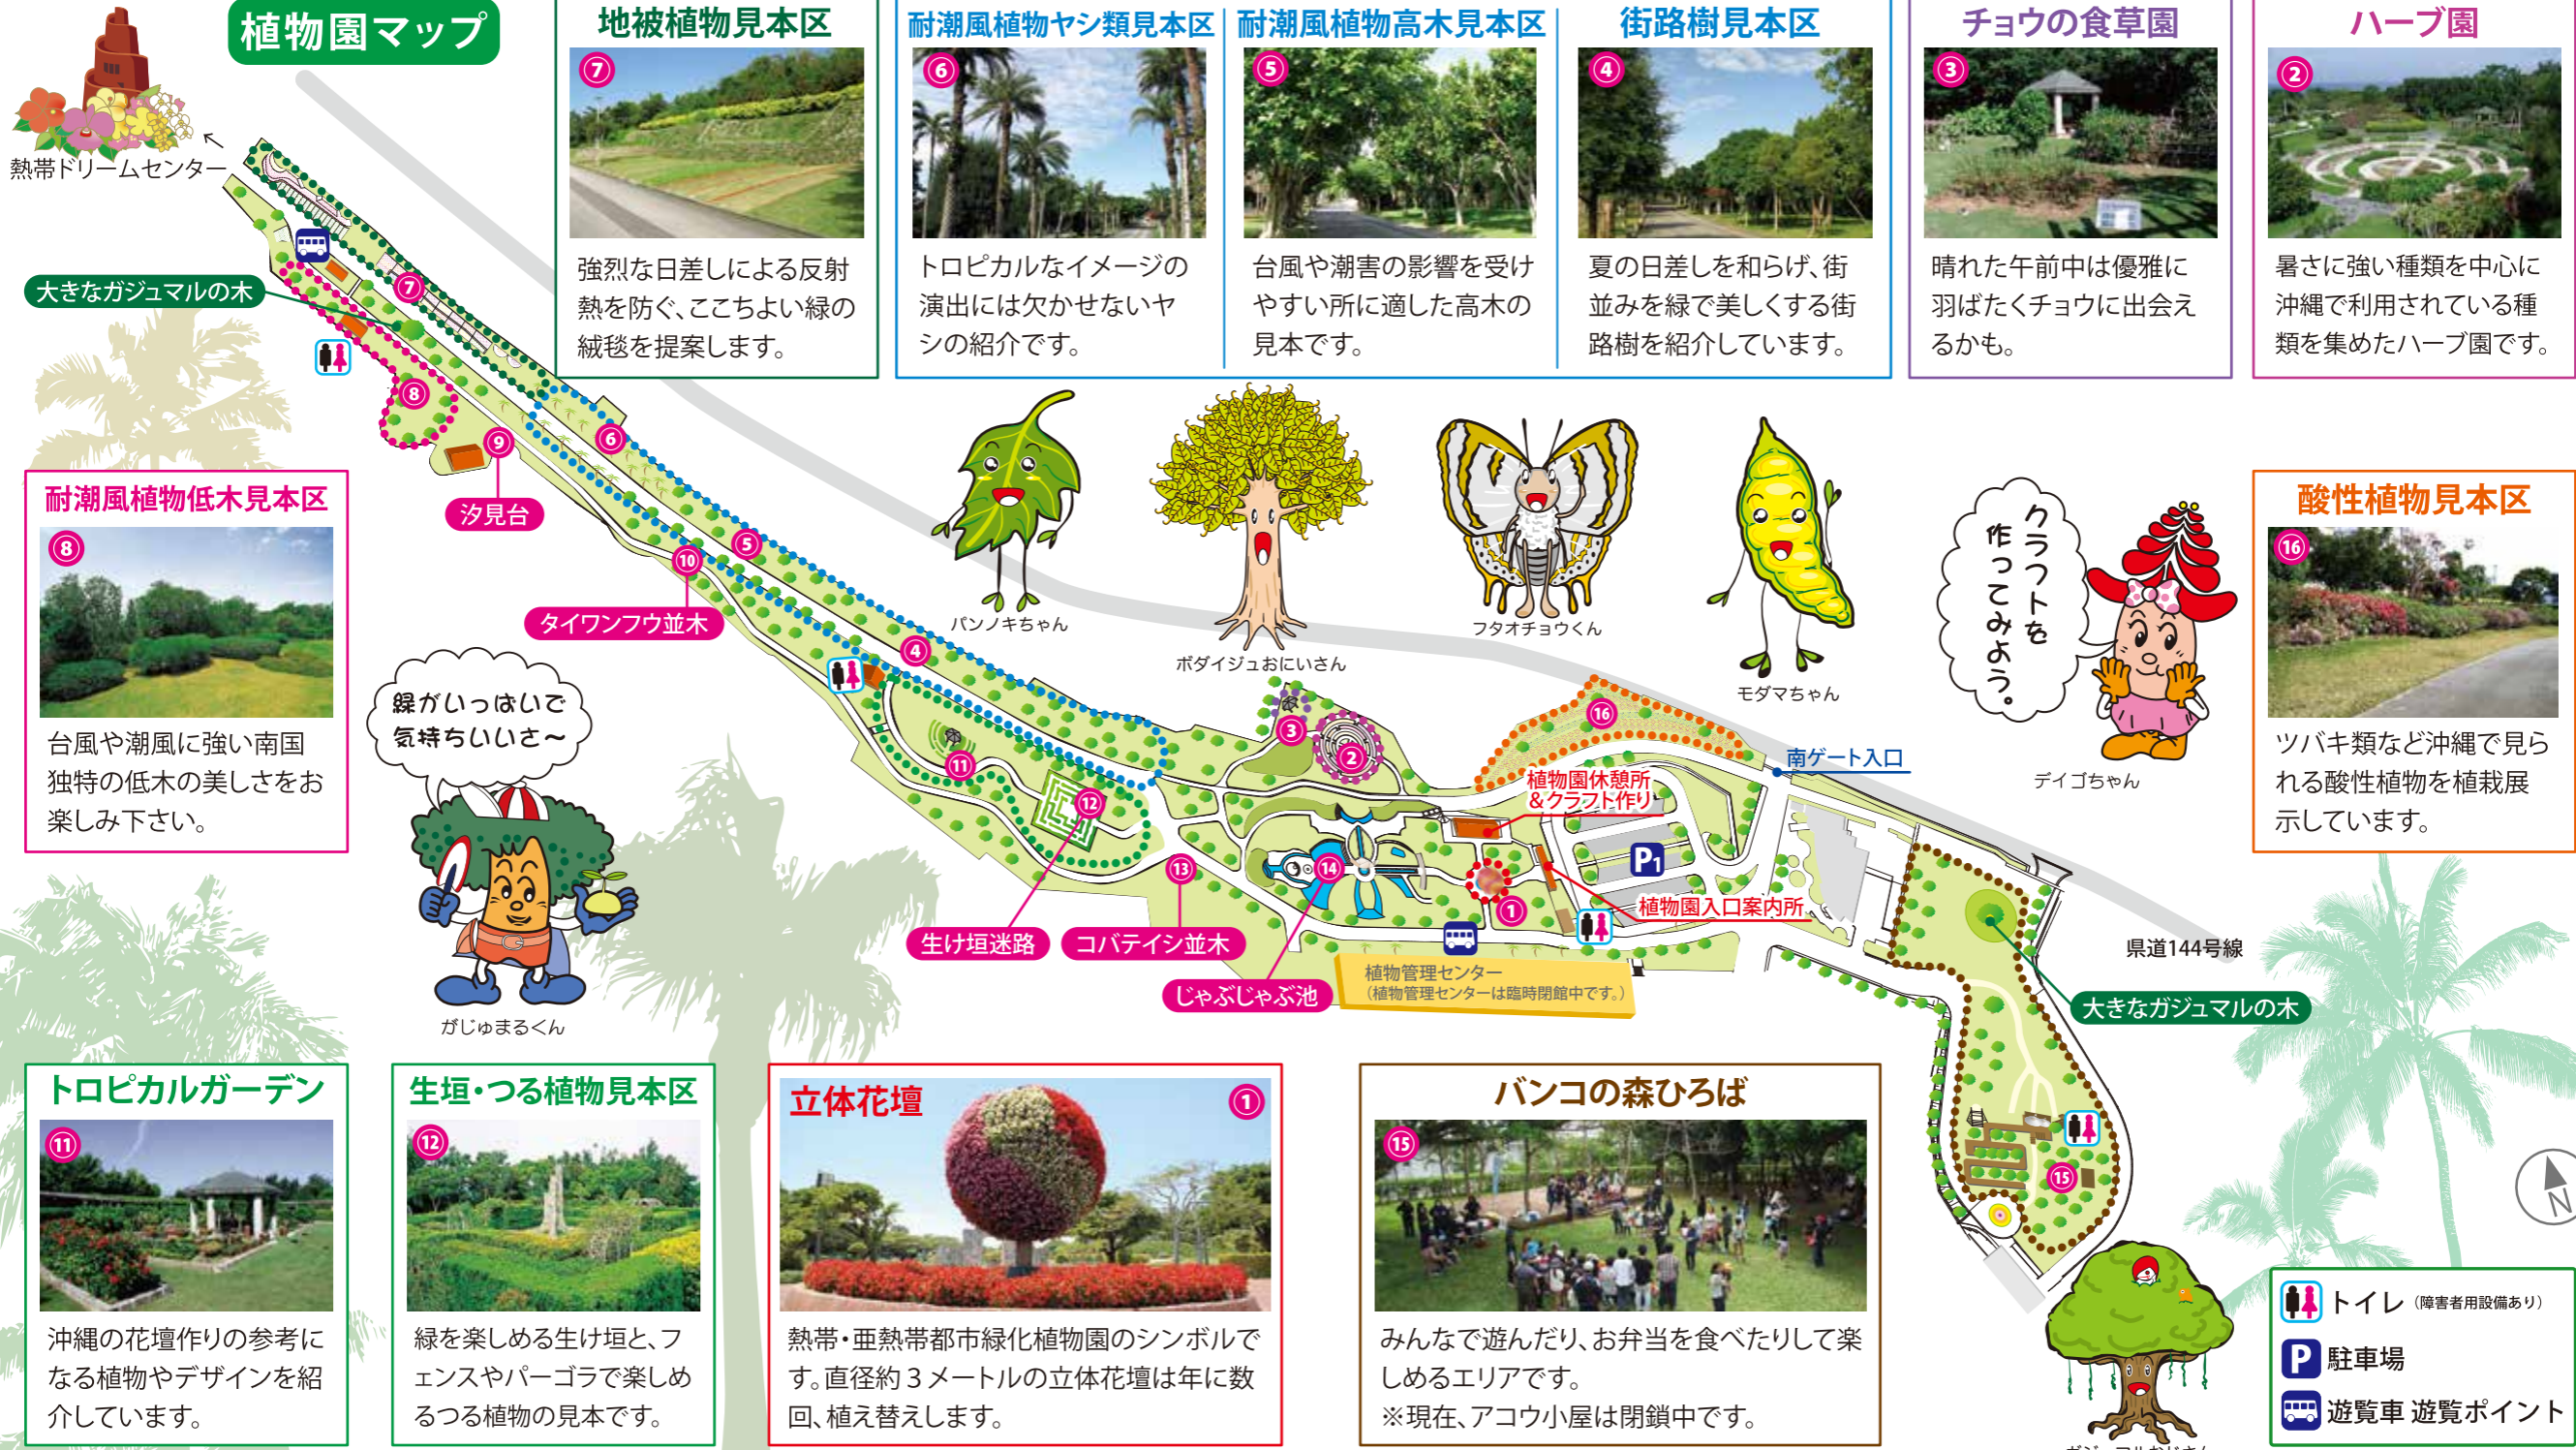 植物園マップ
熱帯ドリームセンター
地被植物見本区
⑦
強烈な日差しによる反射
熱を防ぐ、ここちよい緑の
絨毯を提案します。
耐潮風植物ヤシ類見本区
⑥
トロピカルなイメージの
演出には欠かせないヤ
シの紹介です。
耐潮風植物高木見本区
⑤
台風や潮害の影響を受け
やすい所に適した高木の
見本です。
街路樹見本区
④
夏の日差しを和らげ、街
並みを緑で美しくする街
路樹を紹介しています。
チョウの食草園
③
晴れた午前中は優雅に
羽ばたくチョウに出会え
るかも。
ハーブ園
②
暑さに強い種類を中心に
沖縄で利用されている種
類を集めたハーブ園です。
大きなガジュマルの木
⑦
⑧
⑨
⑥
汐見台
⑩
⑤
タイワンフウ並木
④
⑪
⑫
③
②
⑯
⑬
⑭
①
⑮
耐潮風植物低木見本区
⑧
台風や潮風に強い南国
独特の低木の美しさをお
楽しみ下さい。
パンノキちゃん
ボダイジュおにいさん
フタオチョウくん
モダマちゃん
クラフトを
作ってみよう。
デイゴちゃん
酸性植物見本区
⑯
ツバキ類など沖縄で見ら
れる酸性植物を植栽展
示しています。
緑がいっぱいで
気持ちいいさ〜
がじゅまるくん
南ゲート入口
植物園休憩所
&クラフト作り
P1
植物園入口案内所
生け垣迷路
コバテイシ並木
じゃぶじゃぶ池
植物管理センター
(植物管理センターは臨時閉館中です。)
県道144号線
大きなガジュマルの木
トロピカルガーデン
⑪
沖縄の花壇作りの参考に
なる植物やデザインを紹
介しています。
生垣・つる植物見本区
⑫
緑を楽しめる生け垣と、フ
ェンスやパーゴラで楽しめ
るつる植物の見本です。
立体花壇
①
熱帯・亜熱帯都市緑化植物園のシンボルで
す。直径約3メートルの立体花壇は年に数
回、植え替えします。
バンコの森ひろば
⑮
みんなで遊んだり、お弁当を食べたりして楽
しめるエリアです。
※現在、アコウ小屋は閉鎖中です。
N
トイレ(障害者用設備あり)
P 駐車場
遊覧車 遊覧ポイント